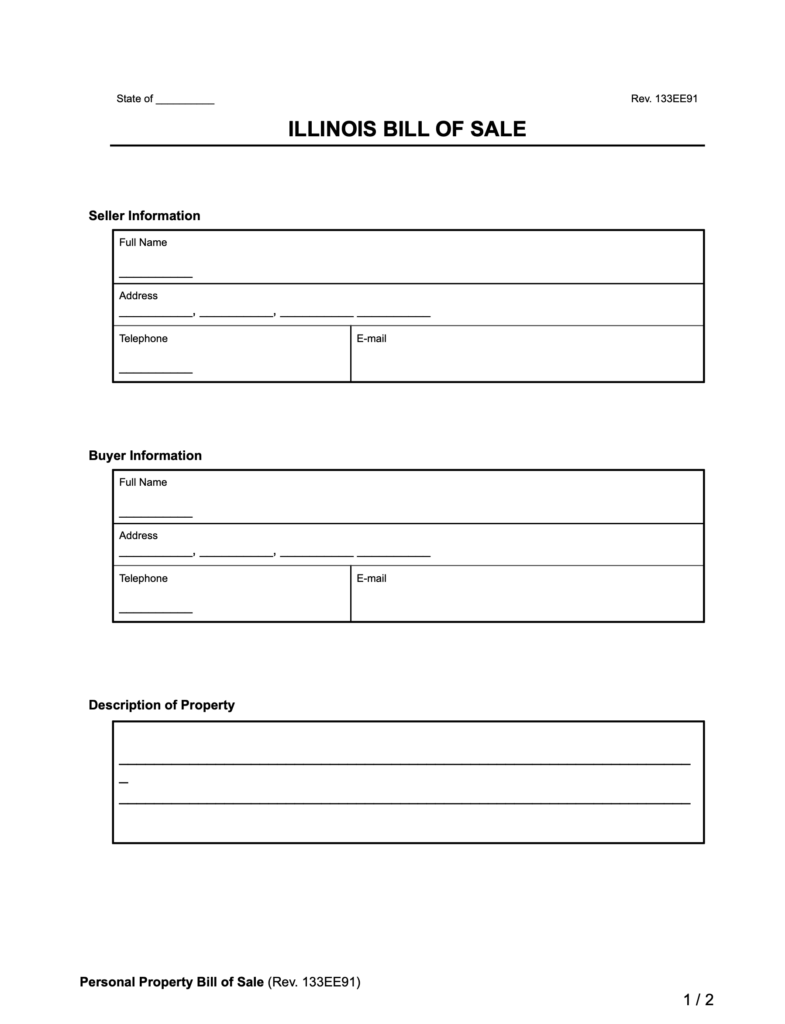 State of __________ Rev. 133EE91
ILLINOIS BILL OF SALE
Seller Information
Full Name
____________
Address
____________, ____________, ____________ ____________
Telephone E-mail
____________
Buyer Information
Full Name
____________
Address
____________, ____________, ____________ ____________
Telephone E-mail
____________
Description of Property
Personal Property Bill of Sale (Rev. 133EE91)
1 / 2